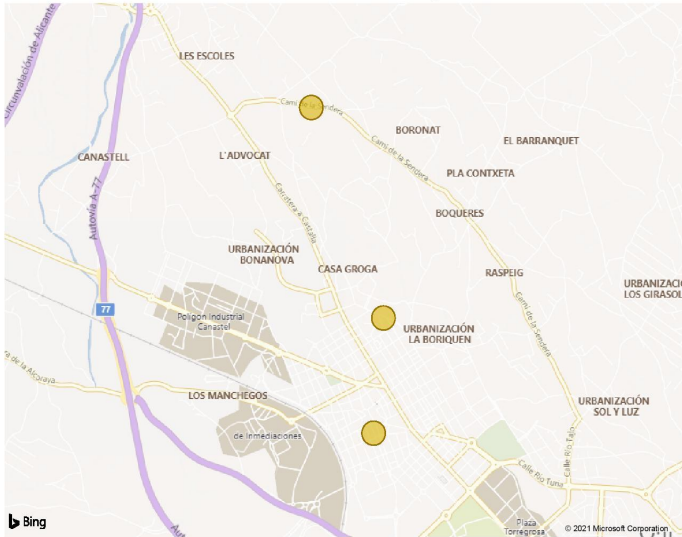 Circunvalación de Alicante
LES ESCOLES
Camí de la Sendera
BORONAT
EL BARRANQUET
CANASTELL
L'ADVOCAT
Camí de la Sendera
PLA CONTXETA
Autovía A-77
Carretera a Castalla
BOQUERES
URBANIZACIÓN
BONANOVA
CASA GROGA
RASPEIG
URBANIZACIÓ
LOS GIRASOL
77
Polígon Industrial
Canastel
URBANIZACIÓN
LA BORIQUEN
Camí de la Sendera
ra de la Alcoraya
LOS MANCHEGOS
URBANIZACIÓN
SOL Y LUZ
de Inmediaciones
Calle Río Tajo
Calle Río Turia
Plaza
Torregrosa
Bing
© 2021 Microsoft Corporation